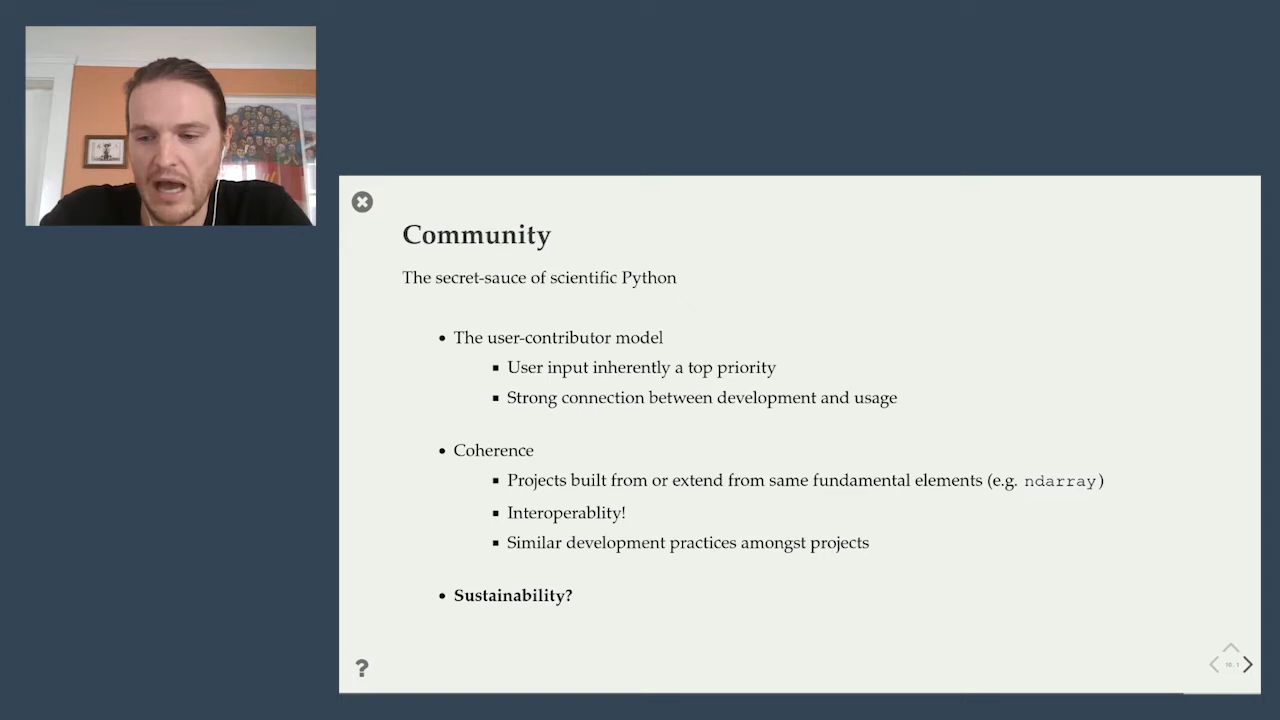 Community
The secret-sauce of scientific Python
• The user-contributor model
▪ User input inherently a top priority
▪ Strong connection between development and usage
• Coherence
▪ Projects built from or extend from same fundamental elements (e.g. ndarray)
▪ Interoperablity!
▪ Similar development practices amongst projects
• Sustainability?
?
10.1